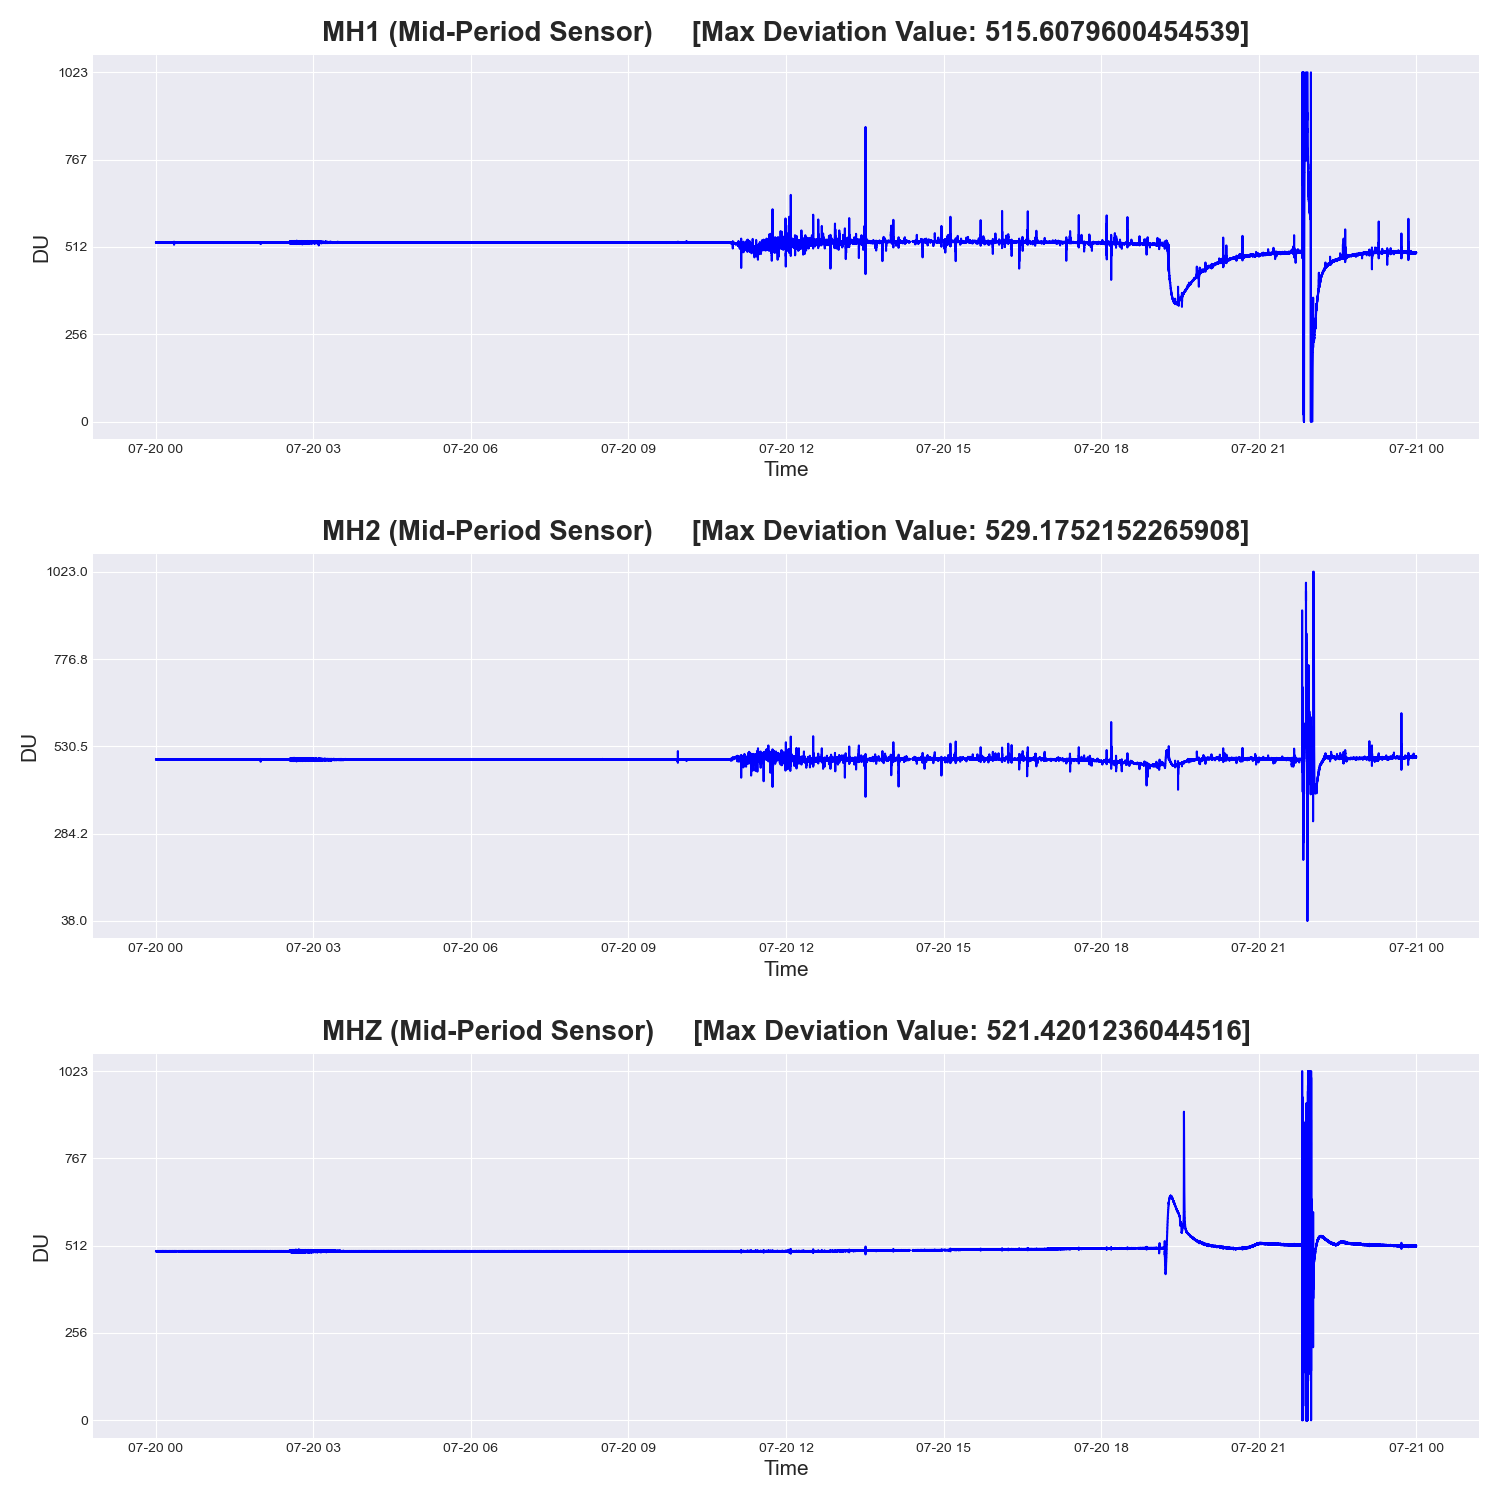 MH1 (Mid-Period Sensor) [Max Deviation Value: 515.6079600454539]
1023
767
512
256
0
DU
07-20 00 07-20 03 07-20 06 07-20 09 07-20 12 07-20 15 07-20 18 07-20 21 07-21 00
Time
MH2 (Mid-Period Sensor) [Max Deviation Value: 529.1752152265908]
1023.0
776.8
530.5
284.2
38.0
DU
07-20 00 07-20 03 07-20 06 07-20 09 07-20 12 07-20 15 07-20 18 07-20 21 07-21 00
Time
MHZ (Mid-Period Sensor) [Max Deviation Value: 521.4201236044516]
1023
767
512
256
0
DU
07-20 00 07-20 03 07-20 06 07-20 09 07-20 12 07-20 15 07-20 18 07-20 21 07-21 00
Time